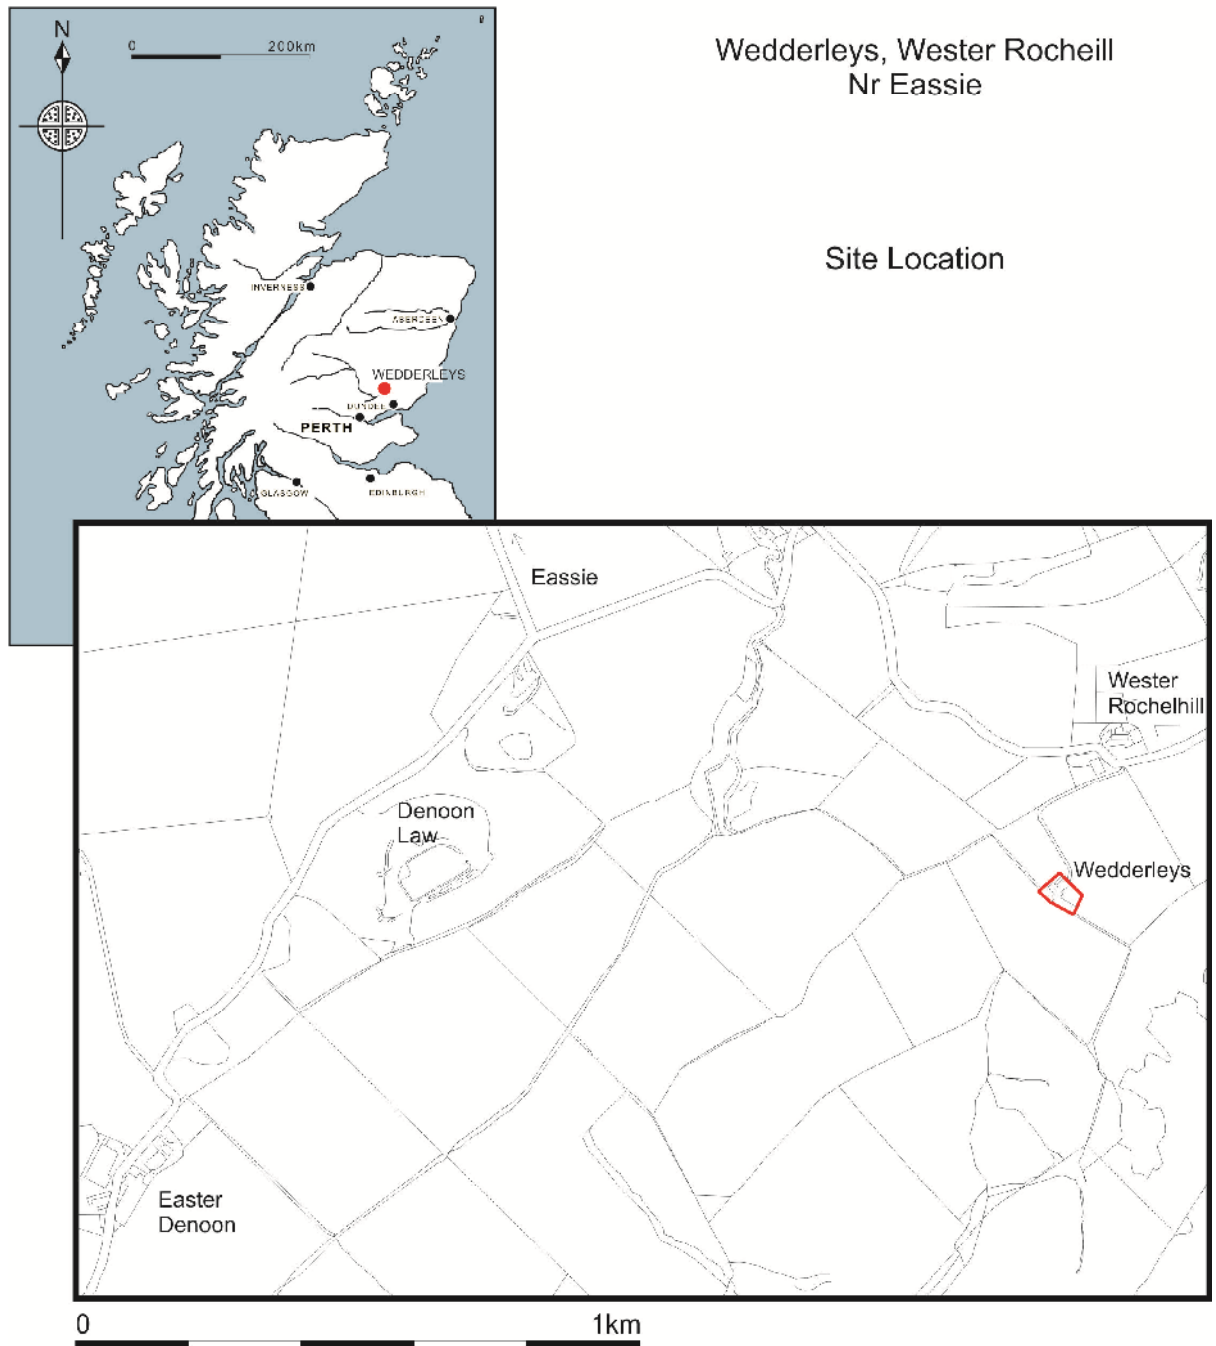 N
0 200km
Wedderleys, Wester Rocheill
Nr Eassie
Site Location
INVERNESS
ABERDEEN
WEDDERLEYS
DUNDEE
PERTH
GLASGOW
EDINBURGH
Eassie
Wester
Rochelhill
Denoon
Law
Wedderleys
Easter
Denoon
0 1km